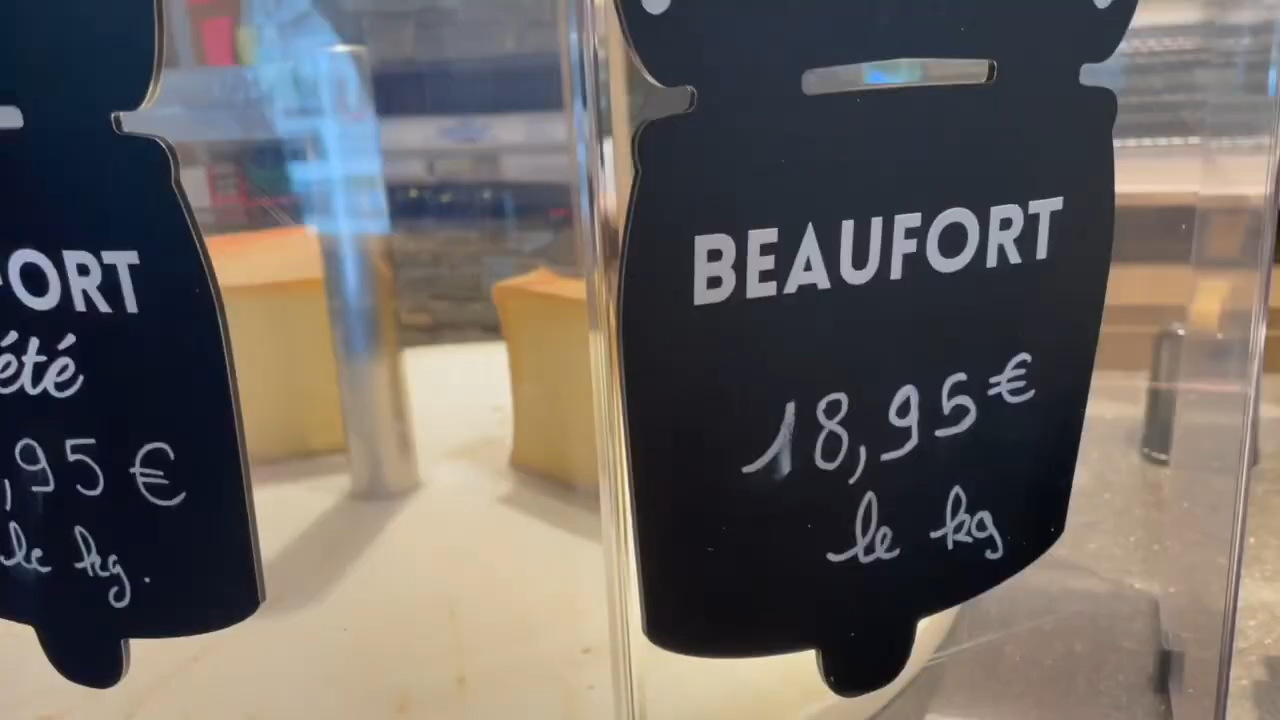 ORT
été
,95 €
le kg.
BEAUFORT
18,95 €
le kg